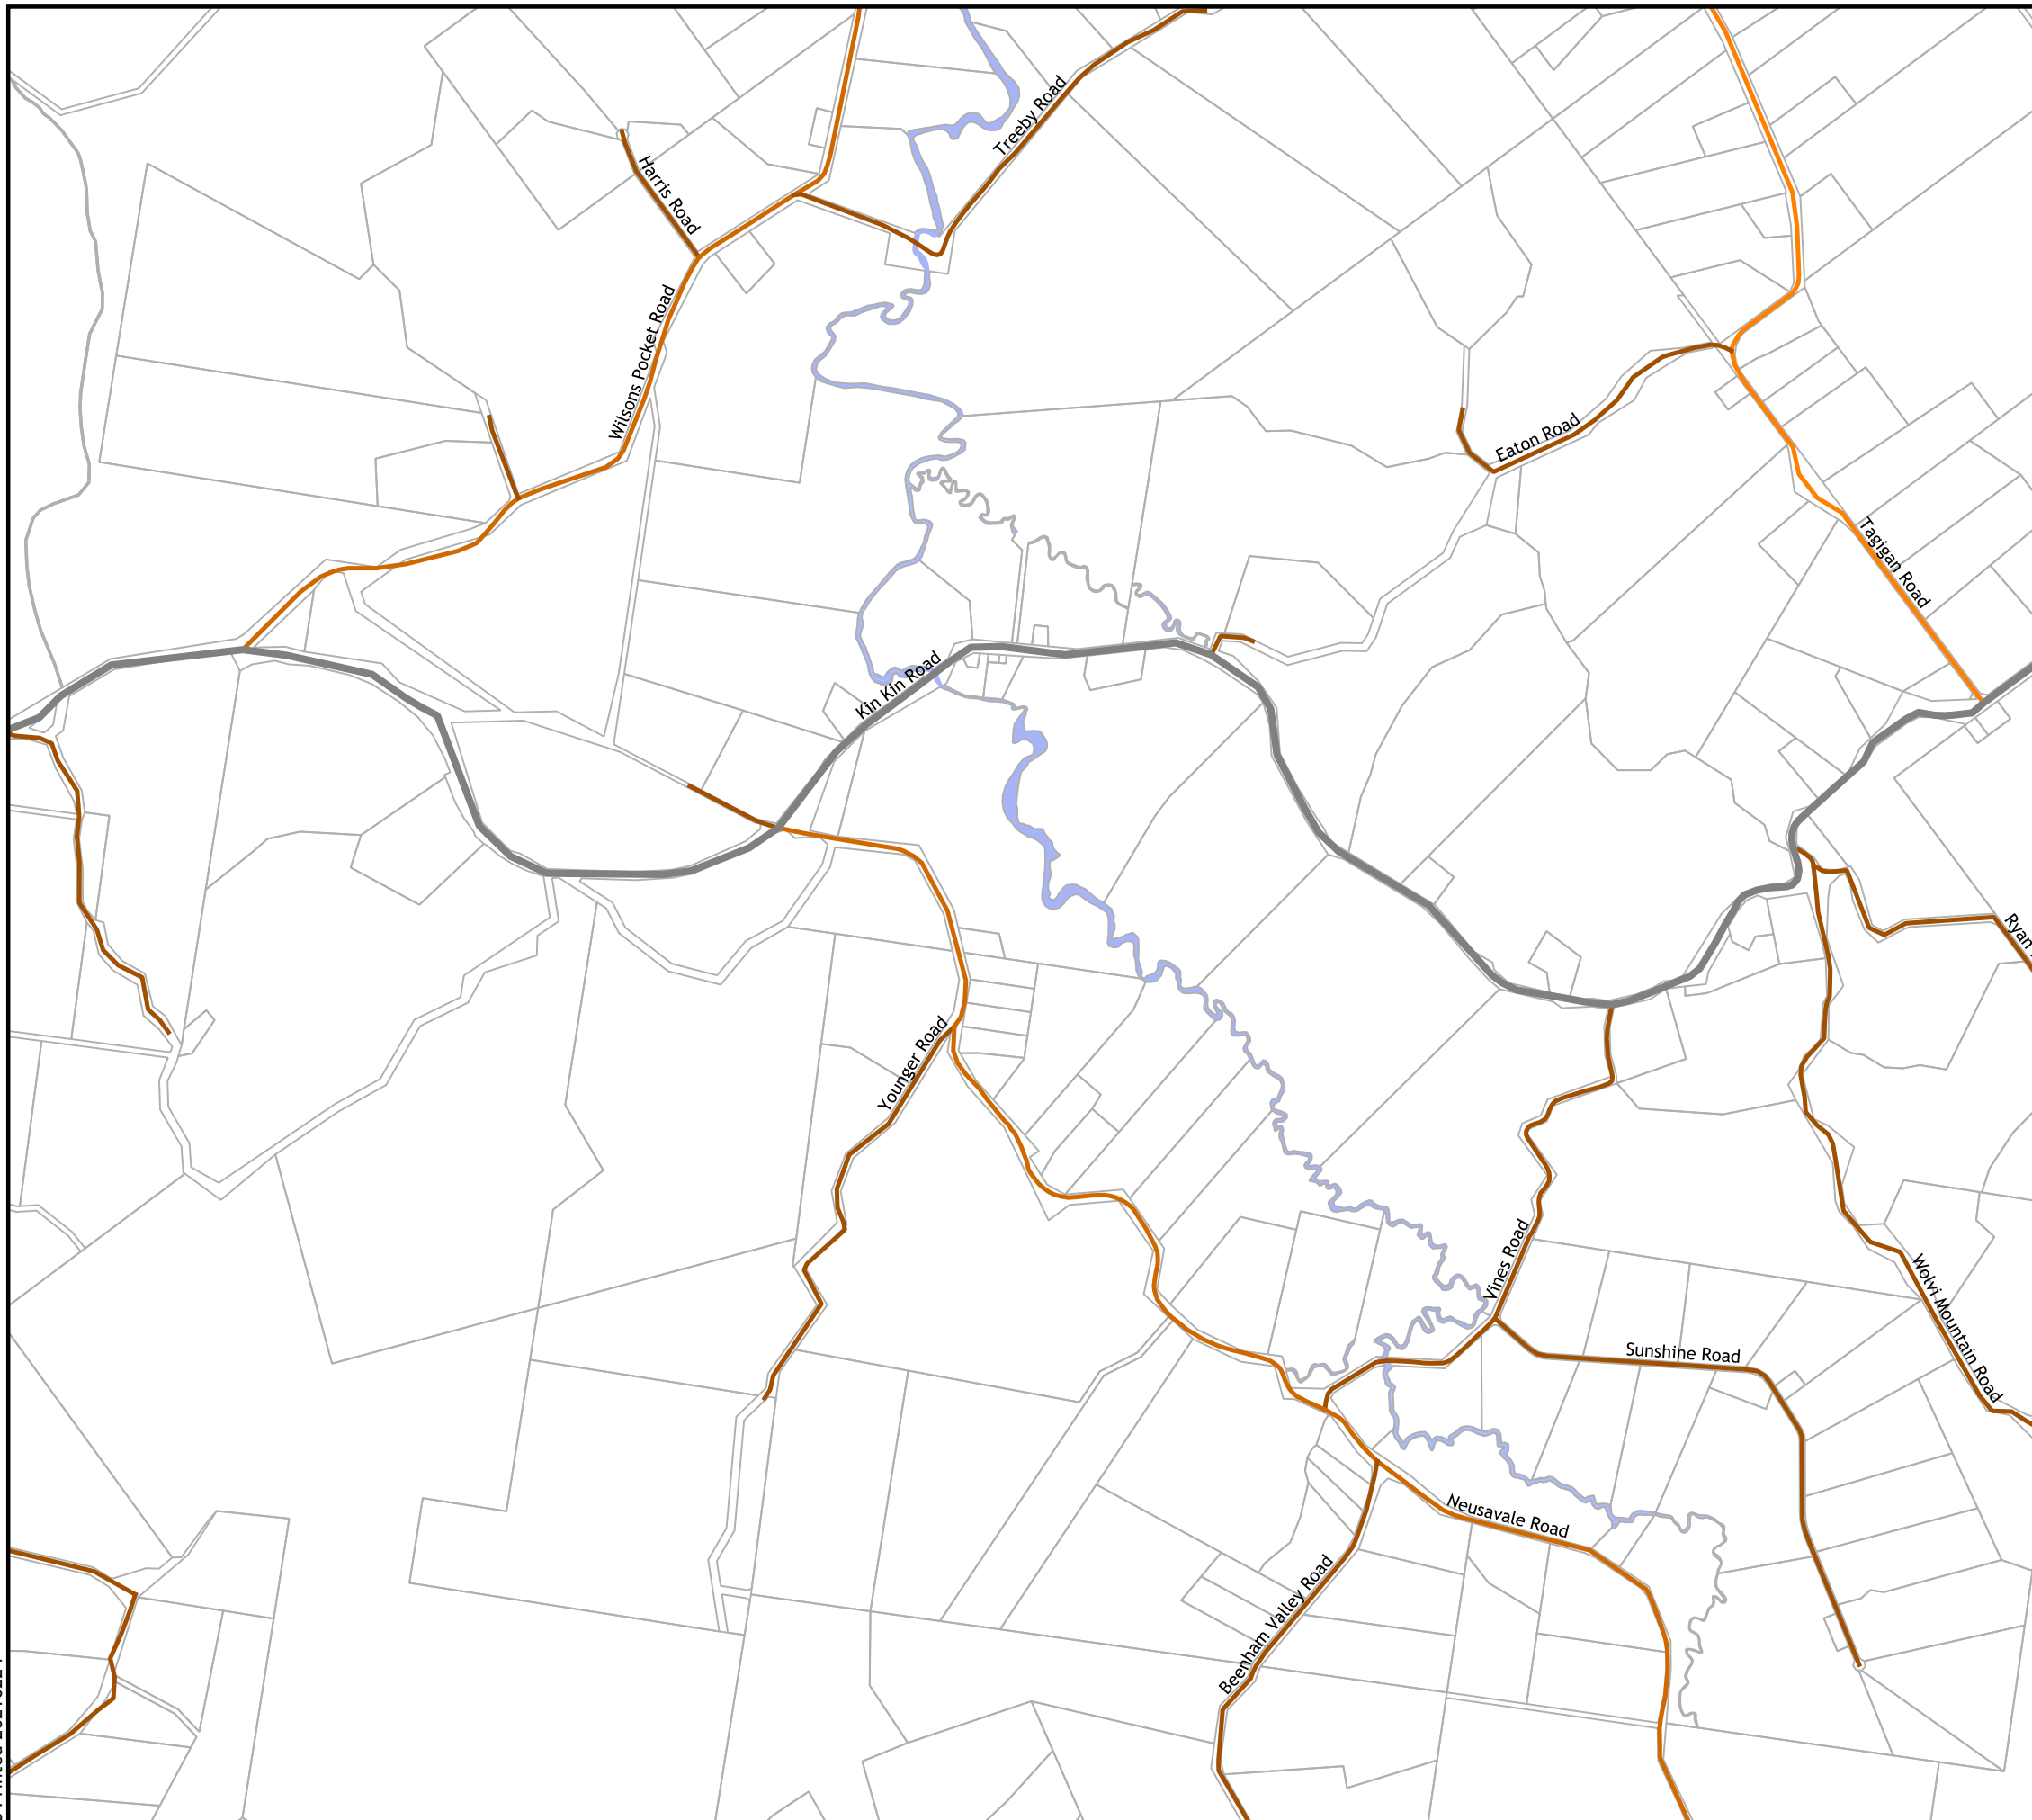 Treeby Road
Harris Road
Wilsons Pocket Road
Eaton Road
Tagigan Road
Kin Kin Road
Ryan
Younger Road
Vines Road
Wolvi Mountain Road
Sunshine Road
Neusavale Road
Beenham Valley Road